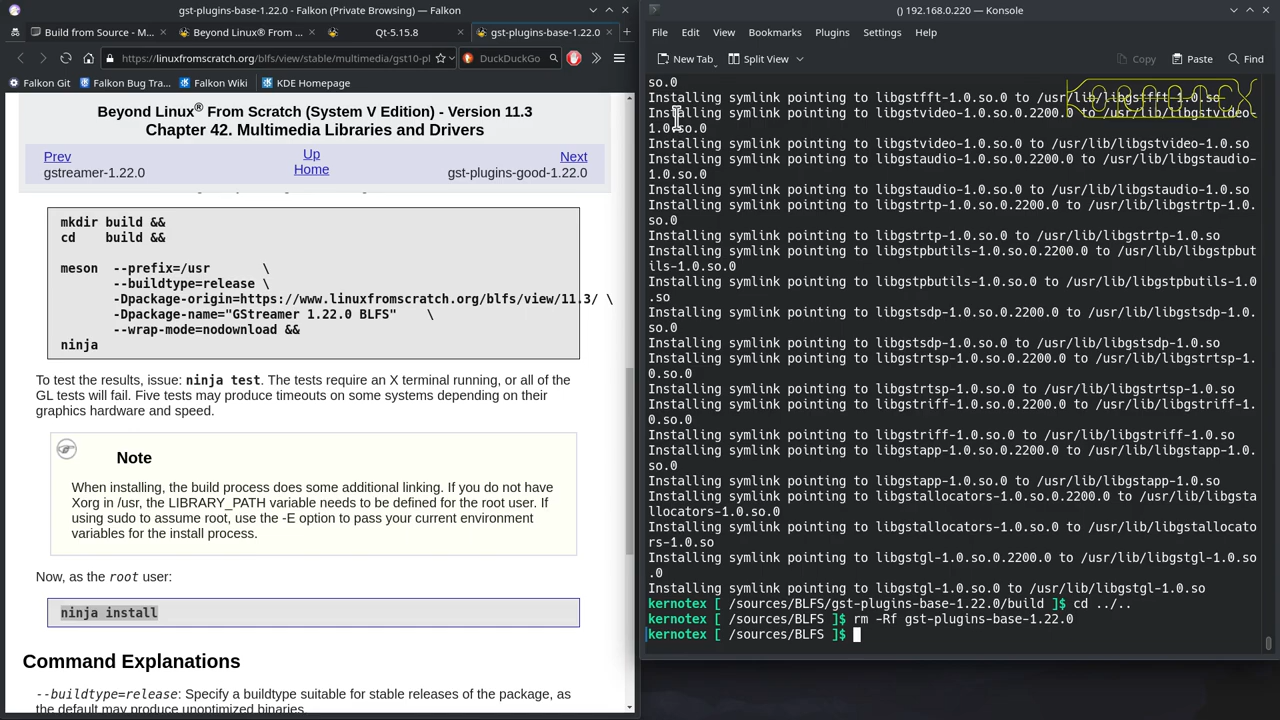 gst-plugins-base-1.22.0 - Falkon (Private Browsing) — Falkon
Build from Source - M...
Beyond Linux® From ...
Qt-5.15.8
gst-plugins-base-1.22.0
https://linuxfromscratch.org/blfs/view/stable/multimedia/gst10-pl
DuckDuckGo
Falkon Git
Falkon Bug Tra...
Falkon Wiki
KDE Homepage
Beyond Linux® From Scratch (System V Edition) - Version 11.3
Chapter 42. Multimedia Libraries and Drivers
Prev
Up
Next
gstreamer-1.22.0
Home
gst-plugins-good-1.22.0
mkdir build &&
cd    build &&
meson  --prefix=/usr       \
--buildtype=release \
-Dpackage-origin=https://www.linuxfromscratch.org/blfs/view/11.3/ \
-Dpackage-name="GStreamer 1.22.0 BLFS"    \
--wrap-mode=nodownload &&
ninja
To test the results, issue: ninja test. The tests require an X terminal running, or all of the
GL tests will fail. Five tests may produce timeouts on some systems depending on their
graphics hardware and speed.
Note
When installing, the build process does some additional linking. If you do not have
Xorg in /usr, the LIBRARY_PATH variable needs to be defined for the root user. If
using sudo to assume root, use the -E option to pass your current environment
variables for the install process.
Now, as the root user:
ninja install
Command Explanations
--buildtype=release: Specify a buildtype suitable for stable releases of the package, as
the default may produce unoptimized binaries.
() 192.168.0.220 — Konsole
File Edit View Bookmarks Plugins Settings Help
New Tab
Split View
Copy
Paste
Find
so.0
Installing symlink pointing to libgstfft-1.0.so.0 to /usr/lib/libgstfft-1.0.so
Installing symlink pointing to libgstvideo-1.0.so.0.2200.0 to /usr/lib/libgstvideo-
1.0.so.0
Installing symlink pointing to libgstvideo-1.0.so.0 to /usr/lib/libgstvideo-1.0.so
Installing symlink pointing to libgstaudio-1.0.so.0.2200.0 to /usr/lib/libgstaudio-
1.0.so.0
Installing symlink pointing to libgstaudio-1.0.so.0 to /usr/lib/libgstaudio-1.0.so
Installing symlink pointing to libgstrtp-1.0.so.0.2200.0 to /usr/lib/libgstrtp-1.0.
so.0
Installing symlink pointing to libgstrtp-1.0.so.0 to /usr/lib/libgstrtp-1.0.so
Installing symlink pointing to libgstpbutils-1.0.so.0.2200.0 to /usr/lib/libgstpbut
ils-1.0.so.0
Installing symlink pointing to libgstpbutils-1.0.so.0 to /usr/lib/libgstpbutils-1.0
.so
Installing symlink pointing to libgstsdp-1.0.so.0.2200.0 to /usr/lib/libgstsdp-1.0.
so.0
Installing symlink pointing to libgstsdp-1.0.so.0 to /usr/lib/libgstsdp-1.0.so
Installing symlink pointing to libgstrtsp-1.0.so.0.2200.0 to /usr/lib/libgstrtsp-1.
0.so.0
Installing symlink pointing to libgstrtsp-1.0.so.0 to /usr/lib/libgstrtsp-1.0.so
Installing symlink pointing to libgstriff-1.0.so.0.2200.0 to /usr/lib/libgstriff-1.
0.so.0
Installing symlink pointing to libgstriff-1.0.so.0 to /usr/lib/libgstriff-1.0.so
Installing symlink pointing to libgstapp-1.0.so.0.2200.0 to /usr/lib/libgstapp-1.0.
so.0
Installing symlink pointing to libgstapp-1.0.so.0 to /usr/lib/libgstapp-1.0.so
Installing symlink pointing to libgstallocators-1.0.so.0.2200.0 to /usr/lib/libgsta
llocators-1.0.so.0
Installing symlink pointing to libgstallocators-1.0.so.0 to /usr/lib/libgstallocato
rs-1.0.so
Installing symlink pointing to libgstgl-1.0.so.0.2200.0 to /usr/lib/libgstgl-1.0.so
.0
Installing symlink pointing to libgstgl-1.0.so.0 to /usr/lib/libgstgl-1.0.so
kernotex [ /sources/BLFS/gst-plugins-base-1.22.0/build ]$ cd ../..
kernotex [ /sources/BLFS ]$ rm -Rf gst-plugins-base-1.22.0
kernotex [ /sources/BLFS ]$